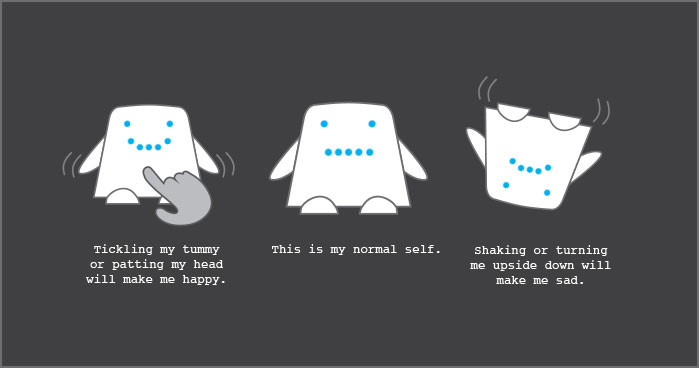 Tickling my tummy
or patting my head
will make me happy.
This is my normal self.
Shaking or turning
me upside down will
make me sad.